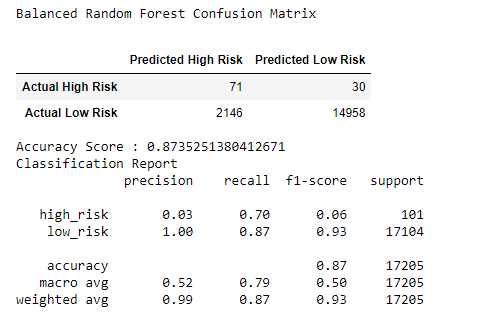 Balanced Random Forest Confusion Matrix
Predicted High Risk Predicted Low Risk
Actual High Risk 71 30
Actual Low Risk 2146 14958
Accuracy Score : 0.8735251380412671
Classification Report
precision recall f1-score support
high_risk 0.03 0.70 0.06 101
low_risk 1.00 0.87 0.93 17104
accuracy 0.87 17205
macro avg 0.52 0.79 0.50 17205
weighted avg 0.99 0.87 0.93 17205